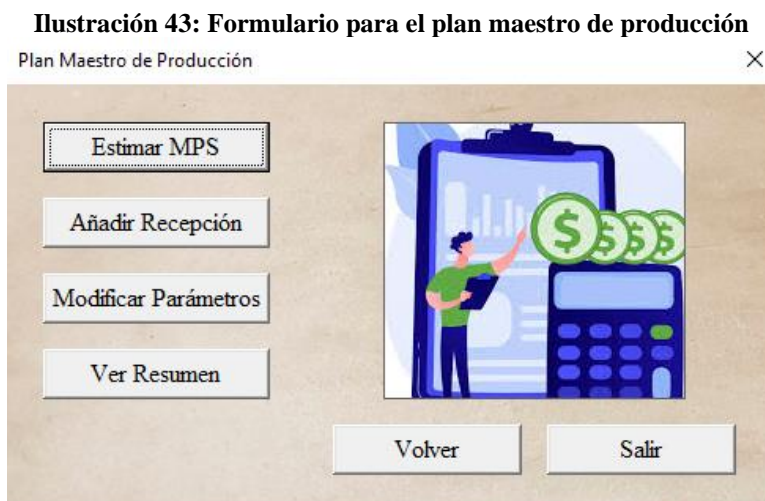 Ilustración 43: Formulario para el plan maestro de producción
Plan Maestro de Producción
Estimar MPS
Añadir Recepción
Modificar Parámetros
Ver Resumen
$ $ $ $
Volver Salir